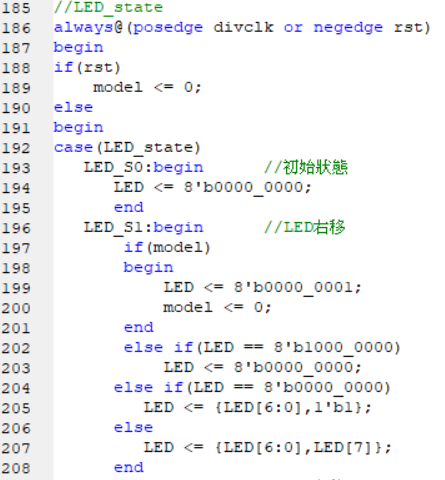 185 //LED_state
186 always@(posedge divclk or negedge rst)
187 begin
188 if(rst)
189 model <= 0;
190 else
191 begin
192 case(LED_state)
193 LED_S0:begin //初始狀態
194 LED <= 8'b0000_0000;
195 end
196 LED_S1:begin //LED右移
197 if(model)
198 begin
199 LED <= 8'b0000_0001;
200 model <= 0;
201 end
202 else if(LED == 8'b1000_0000)
203 LED <= 8'b0000_0000;
204 else if(LED == 8'b0000_0000)
205 LED <= {LED[6:0],1'b1};
206 else
207 LED <= {LED[6:0],LED[7]};
208 end